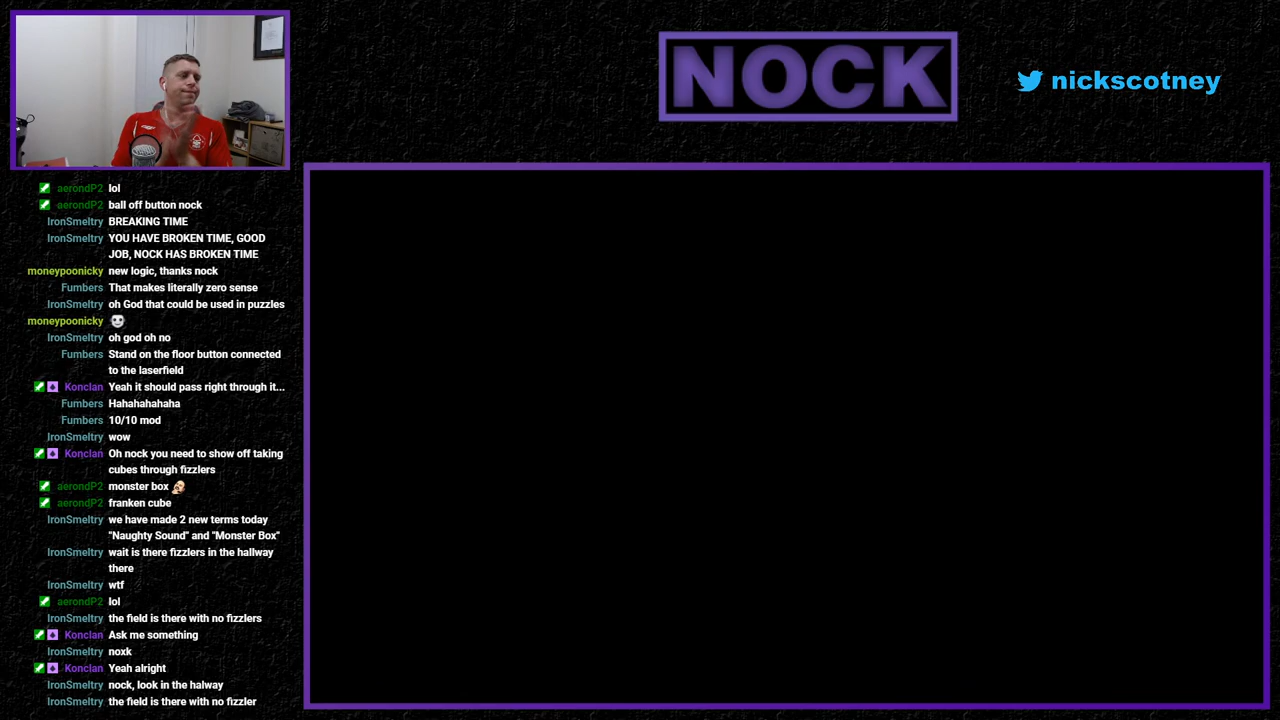 NOCK
nickscotney
aerondP2 lol
aerondP2 ball off button nock
IronSmeltry BREAKING TIME
IronSmeltry YOU HAVE BROKEN TIME, GOOD
JOB, NOCK HAS BROKEN TIME
moneypoonicky new logic, thanks nock
Fumbers That makes literally zero sense
IronSmeltry oh God that could be used in puzzles
moneypoonicky
IronSmeltry oh god oh no
Fumbers Stand on the floor button connected
to the laserfield
Konclan Yeah it should pass right through it...
Fumbers Hahahahahaha
Fumbers 10/10 mod
IronSmeltry wow
Konclan Oh nock you need to show off taking
cubes through fizzlers
aerondP2 monster box
aerondP2 franken cube
IronSmeltry we have made 2 new terms today
"Naughty Sound" and "Monster Box"
IronSmeltry wait is there fizzlers in the hallway
there
IronSmeltry wtf
aerondP2 lol
IronSmeltry the field is there with no fizzlers
Konclan Ask me something
IronSmeltry noxk
Konclan Yeah alright
IronSmeltry nock, look in the halway
IronSmeltry the field is there with no fizzler